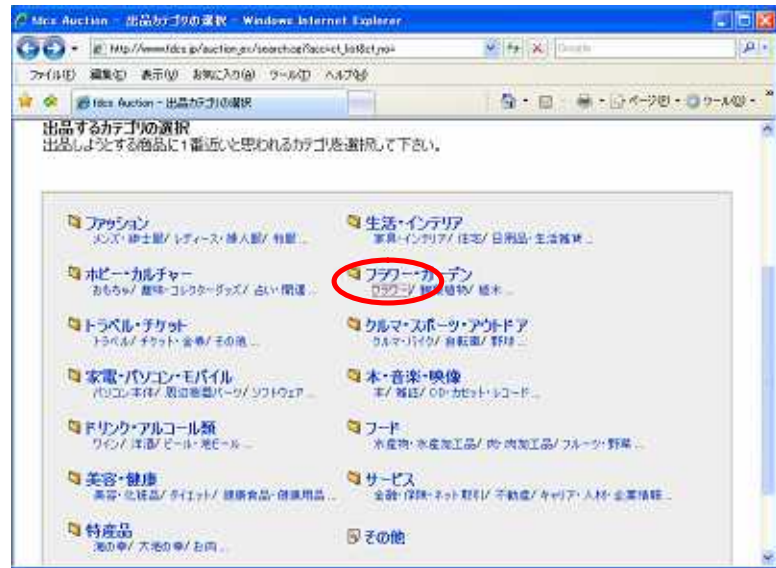 tdcs Auction - 出品カテゴリの選択 - Windows Internet Explorer
Google
ファイル(F) 編集(E) 表示(V) お気に入り(A) ツール(T) ヘルプ(H)
tdcs Auction - 出品カテゴリの選択
ページ(P) ツール(O)
出品するカテゴリの選択
出品しようとする商品に1番近いと思われるカテゴリを選択して下さい。
ファッション
メンズ・紳士服/ レディース・婦人服/ 和服 ...
生活・インテリア
家具・インテリア/ 住宅/ 日用品・生活雑貨 ...
ホビー・カルチャー
おもちゃ/ 趣味・コレクターグッズ/ 占い・開運 ...
フラワー・ガーデン
フラワー/ 観葉植物/ 植木 ...
トラベル・チケット
トラベル/ チケット・金券/ その他 ...
クルマ・スポーツ・アウトドア
クルマ・バイク/ 自転車/ 野球 ...
家電・パソコン・モバイル
パソコン本体/ 周辺機器パーツ/ ソフトウェア ...
本・音楽・映像
本/ 雑誌/ CD・カセット・レコード ...
ドリンク・アルコール類
ワイン/ 洋酒/ ビール・地ビール ...
フード
水産物・水産加工品/ 肉・肉加工品/ フルーツ・野菜 ...
美容・健康
美容・化粧品/ ダイエット/ 健康食品・健康用品 ...
サービス
金融・保険・ネット取引/ 不動産/ キャリア・人材・企業情報 ...
特産品
海の幸/ 大地の幸/ お肉 ...
その他